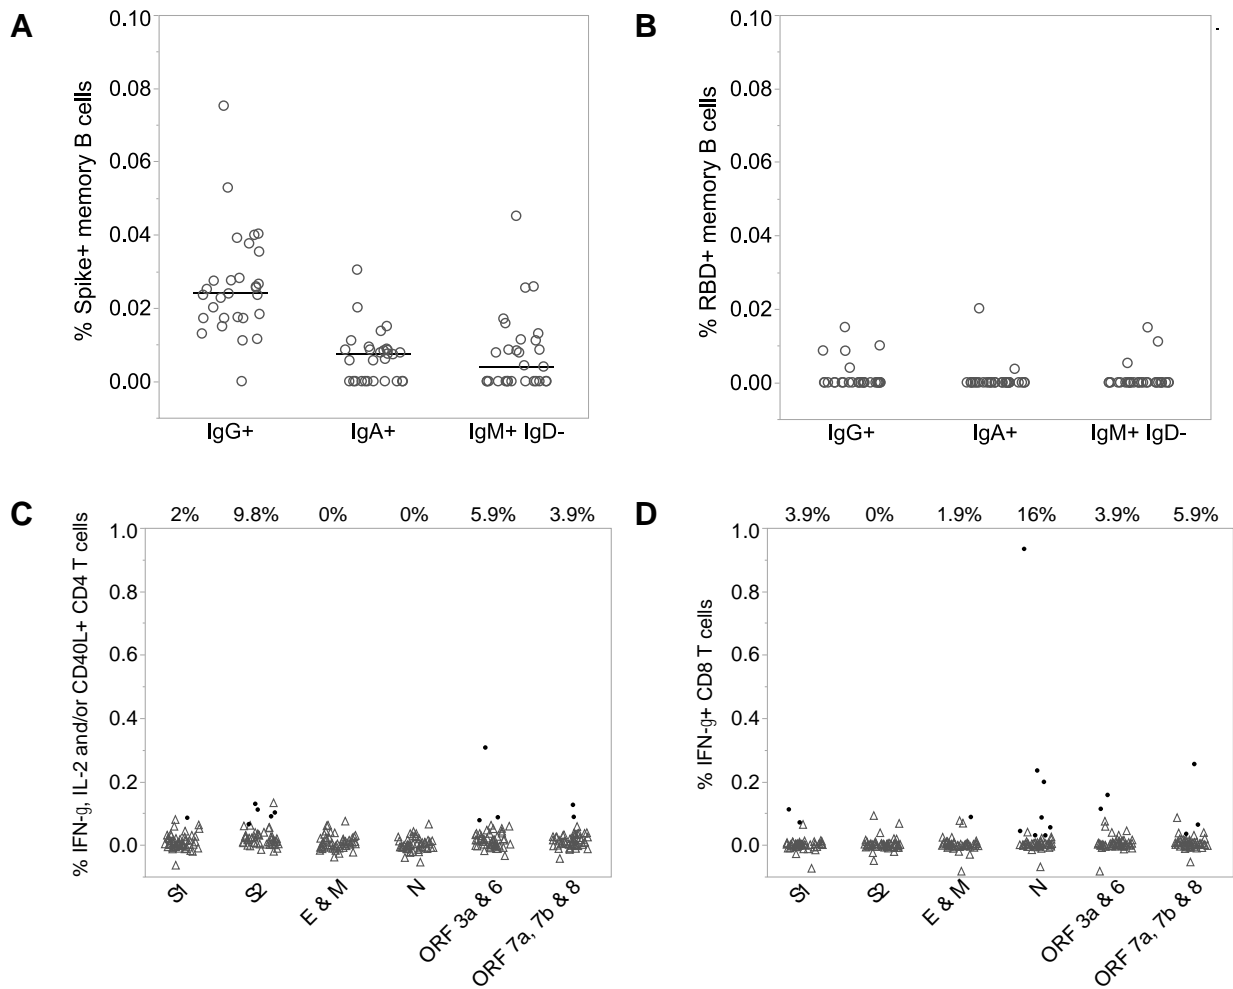 A
% Spike+ memory B cells
0.10
0.08
0.06
0.04
0.02
0.00
IgG+ IgA+ IgM+ IgD-
B
% RBD+ memory B cells
0.10
0.08
0.06
0.04
0.02
0.00
IgG+ IgA+ IgM+ IgD-
C
% IFN-g, IL-2 and/or CD40L+ CD4 T cells
2% 9.8% 0% 0% 5.9% 3.9%
1.0
0.8
0.6
0.4
0.2
0.0
S1
S2
E & M
N
ORF 3a & 6
ORF 7a, 7b & 8
D
% IFN-g+ CD8 T cells
3.9% 0% 1.9% 16% 3.9% 5.9%
1.0
0.8
0.6
0.4
0.2
0.0
S1
S2
E & M
N
ORF 3a & 6
ORF 7a, 7b & 8